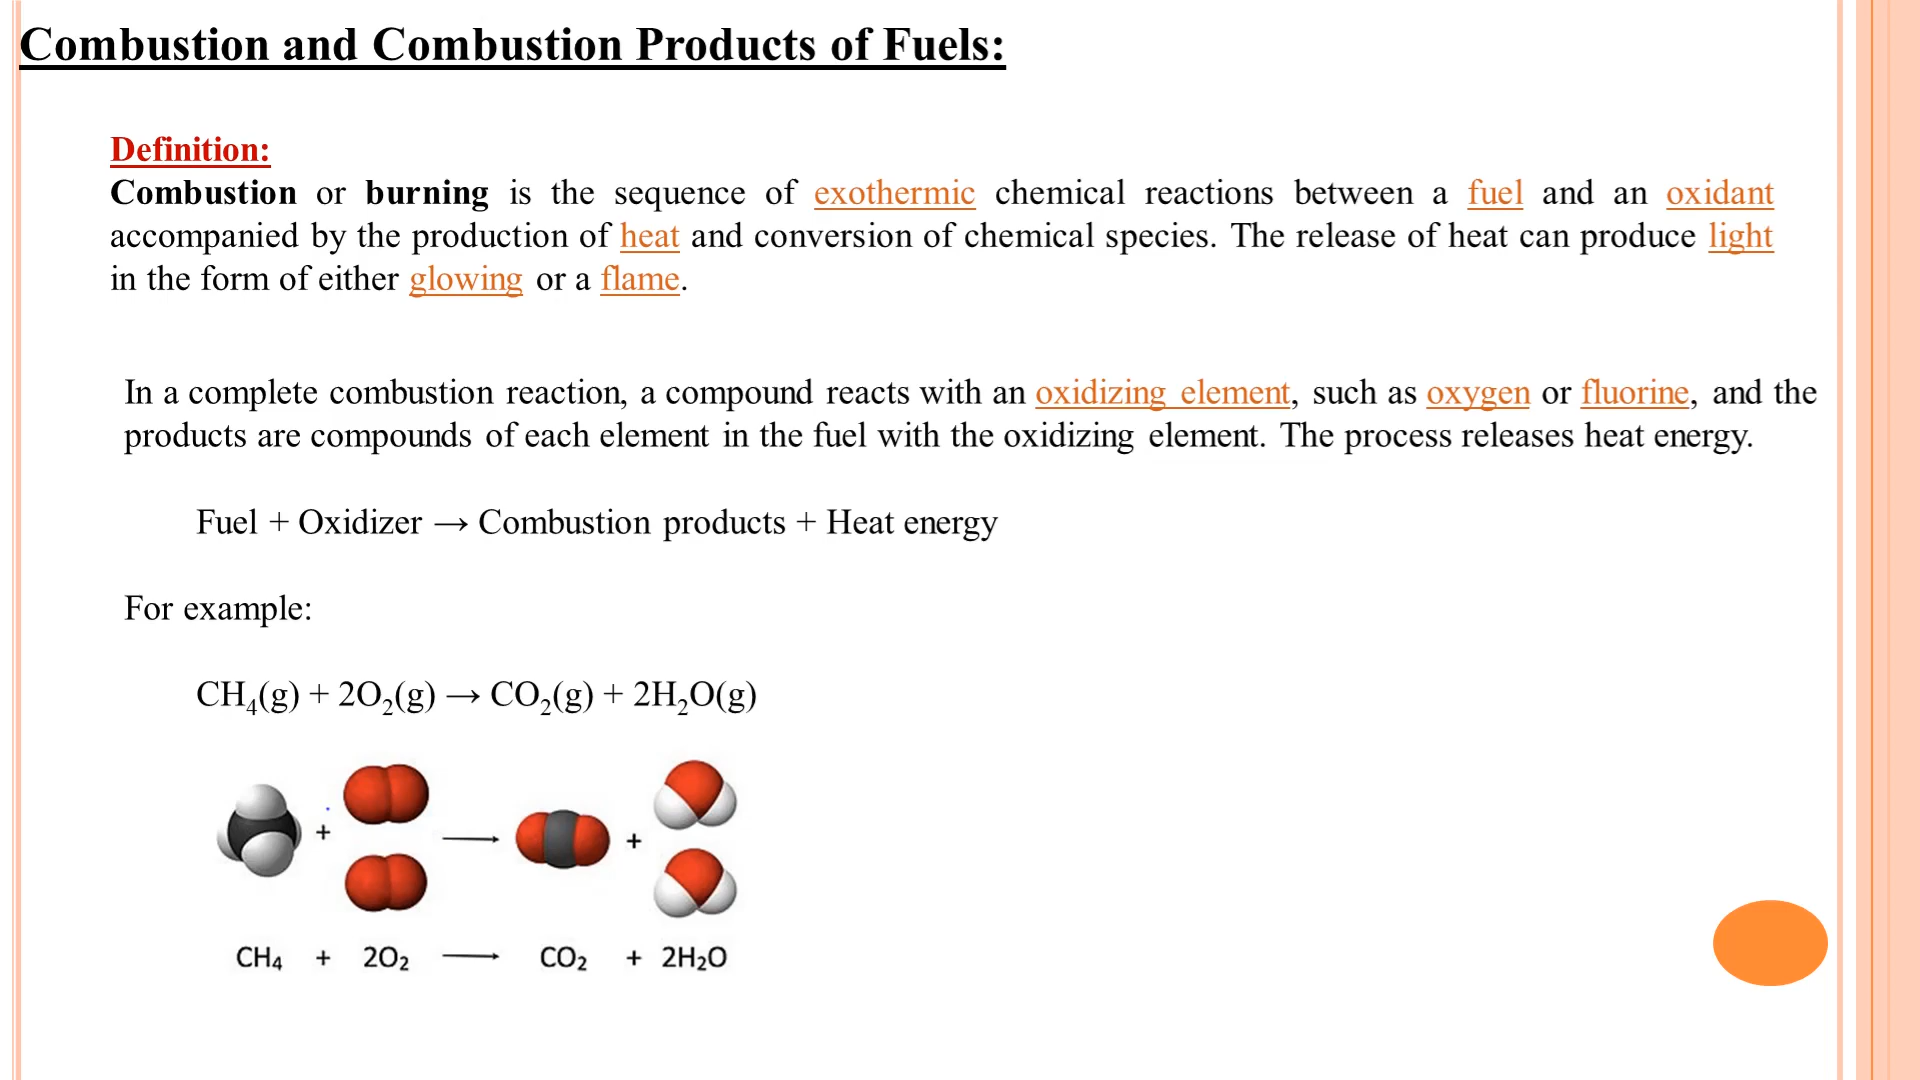 Combustion and Combustion Products of Fuels:
Definition:
Combustion or burning is the sequence of exothermic chemical reactions between a fuel and an oxidant
accompanied by the production of heat and conversion of chemical species. The release of heat can produce light
in the form of either glowing or a flame.
In a complete combustion reaction, a compound reacts with an oxidizing element, such as oxygen or fluorine, and the
products are compounds of each element in the fuel with the oxidizing element. The process releases heat energy.
Fuel + Oxidizer → Combustion products + Heat energy
For example:
CH₄(g) + 2O₂(g) → CO₂(g) + 2H₂O(g)
+ → +
CH₄ + 2O₂ → CO₂ + 2H₂O